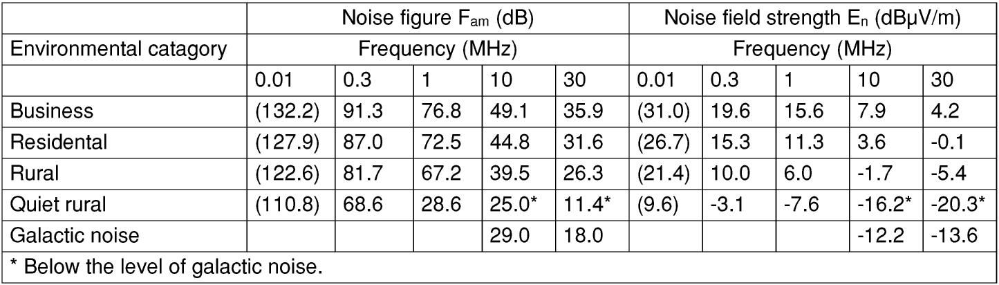 Noise figure Fam (dB) Noise field strength En (dBµV/m)
Environmental catagory Frequency (MHz) Frequency (MHz)
0.01 0.3 1 10 30 0.01 0.3 1 10 30
Business (132.2) 91.3 76.8 49.1 35.9 (31.0) 19.6 15.6 7.9 4.2
Residental (127.9) 87.0 72.5 44.8 31.6 (26.7) 15.3 11.3 3.6 -0.1
Rural (122.6) 81.7 67.2 39.5 26.3 (21.4) 10.0 6.0 -1.7 -5.4
Quiet rural (110.8) 68.6 28.6 25.0* 11.4* (9.6) -3.1 -7.6 -16.2* -20.3*
Galactic noise 29.0 18.0 -12.2 -13.6
* Below the level of galactic noise.